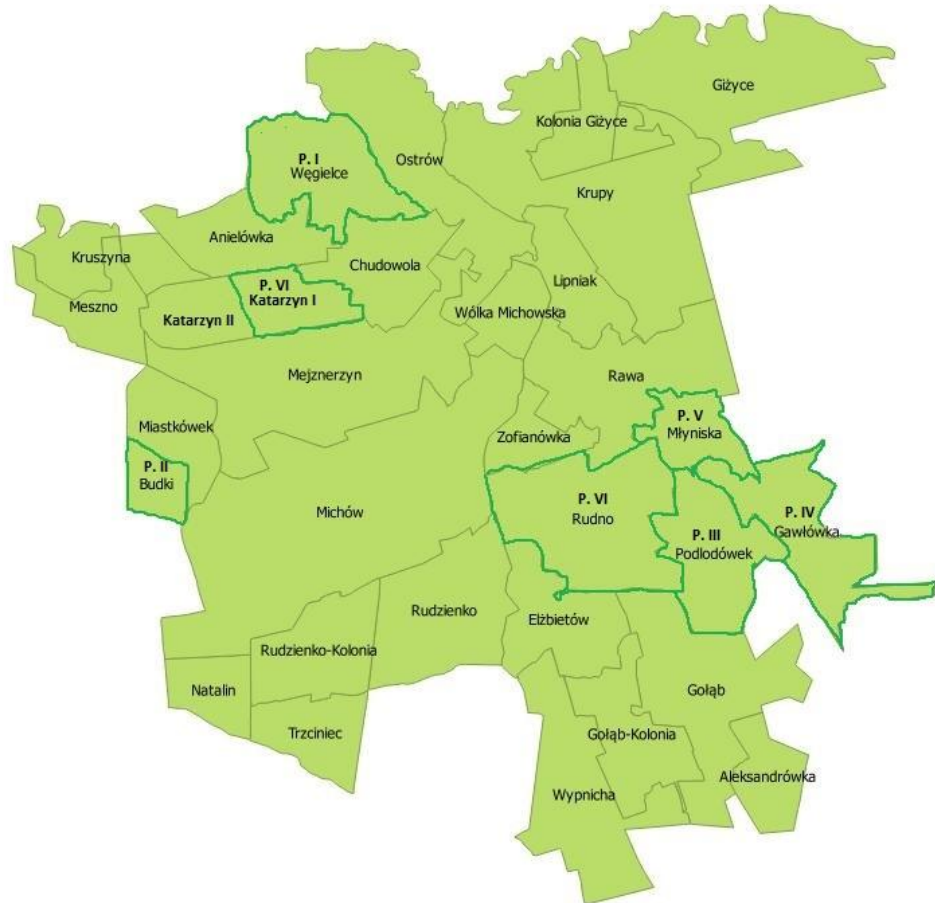 Giżyce
Kolonia Giżyce
P. I
Węgielce
Ostrów
Krupy
Anielówka
Kruszyna
Chudowola
P. VI
Katarzyn I
Lipniak
Meszno
Katarzyn II
Wólka Michowska
Mejznerzyn
Rawa
P. V
Młyniska
Miastkówek
Zofianówka
P. II
Budki
P. VI
Rudno
P. IV
Gawłówka
Michów
P. III
Podlodówek
Rudzienko
Elżbietów
Rudzienko-Kolonia
Natalin
Gołąb
Trzciniec
Gołąb-Kolonia
Aleksandrówka
Wypnicha